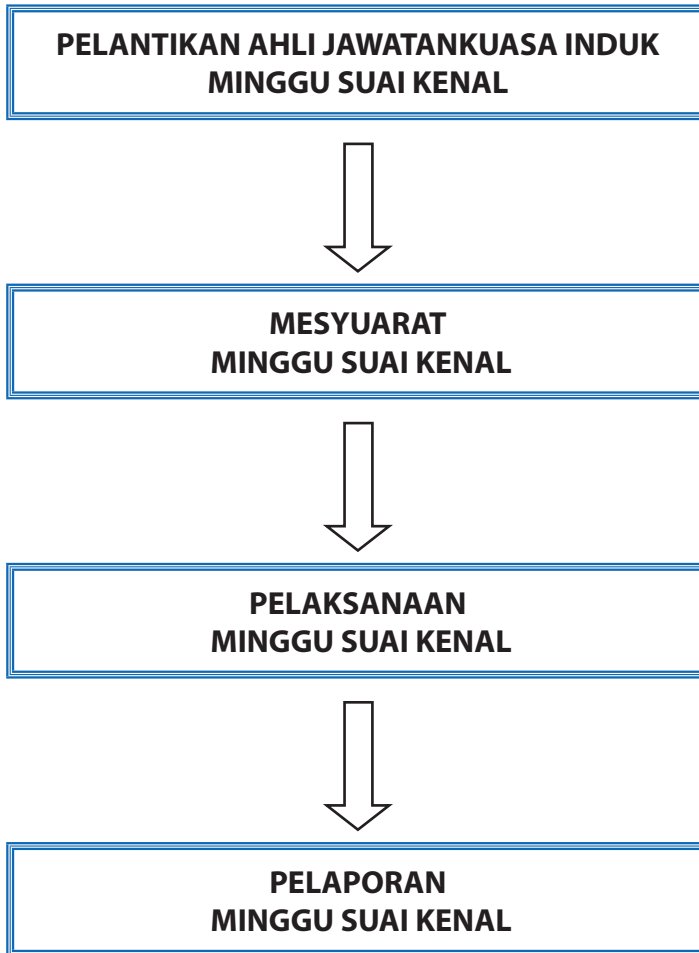 PELANTIKAN AHLI JAWATANKUASA INDUK
MINGGU SUAI KENAL
MESYUARAT
MINGGU SUAI KENAL
PELAKSANAAN
MINGGU SUAI KENAL
PELAPORAN
MINGGU SUAI KENAL